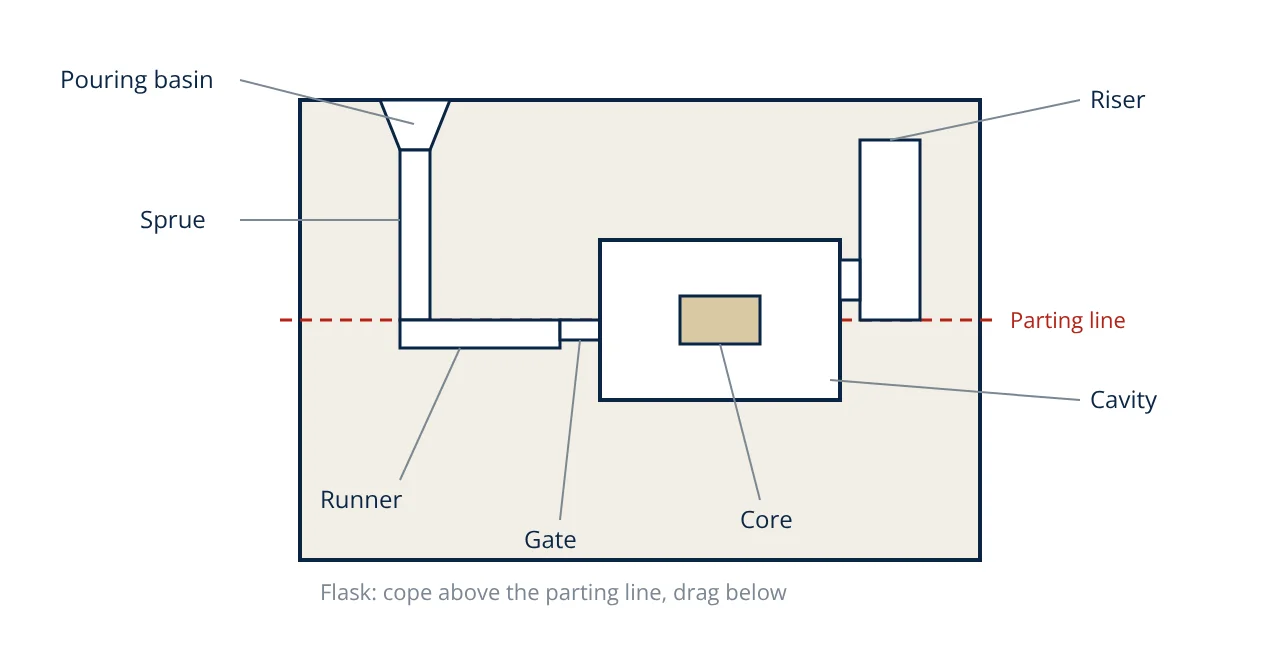 Pouring basin
Riser
Sprue
Parting line
Cavity
Runner
Core
Gate
Flask: cope above the parting line, drag below